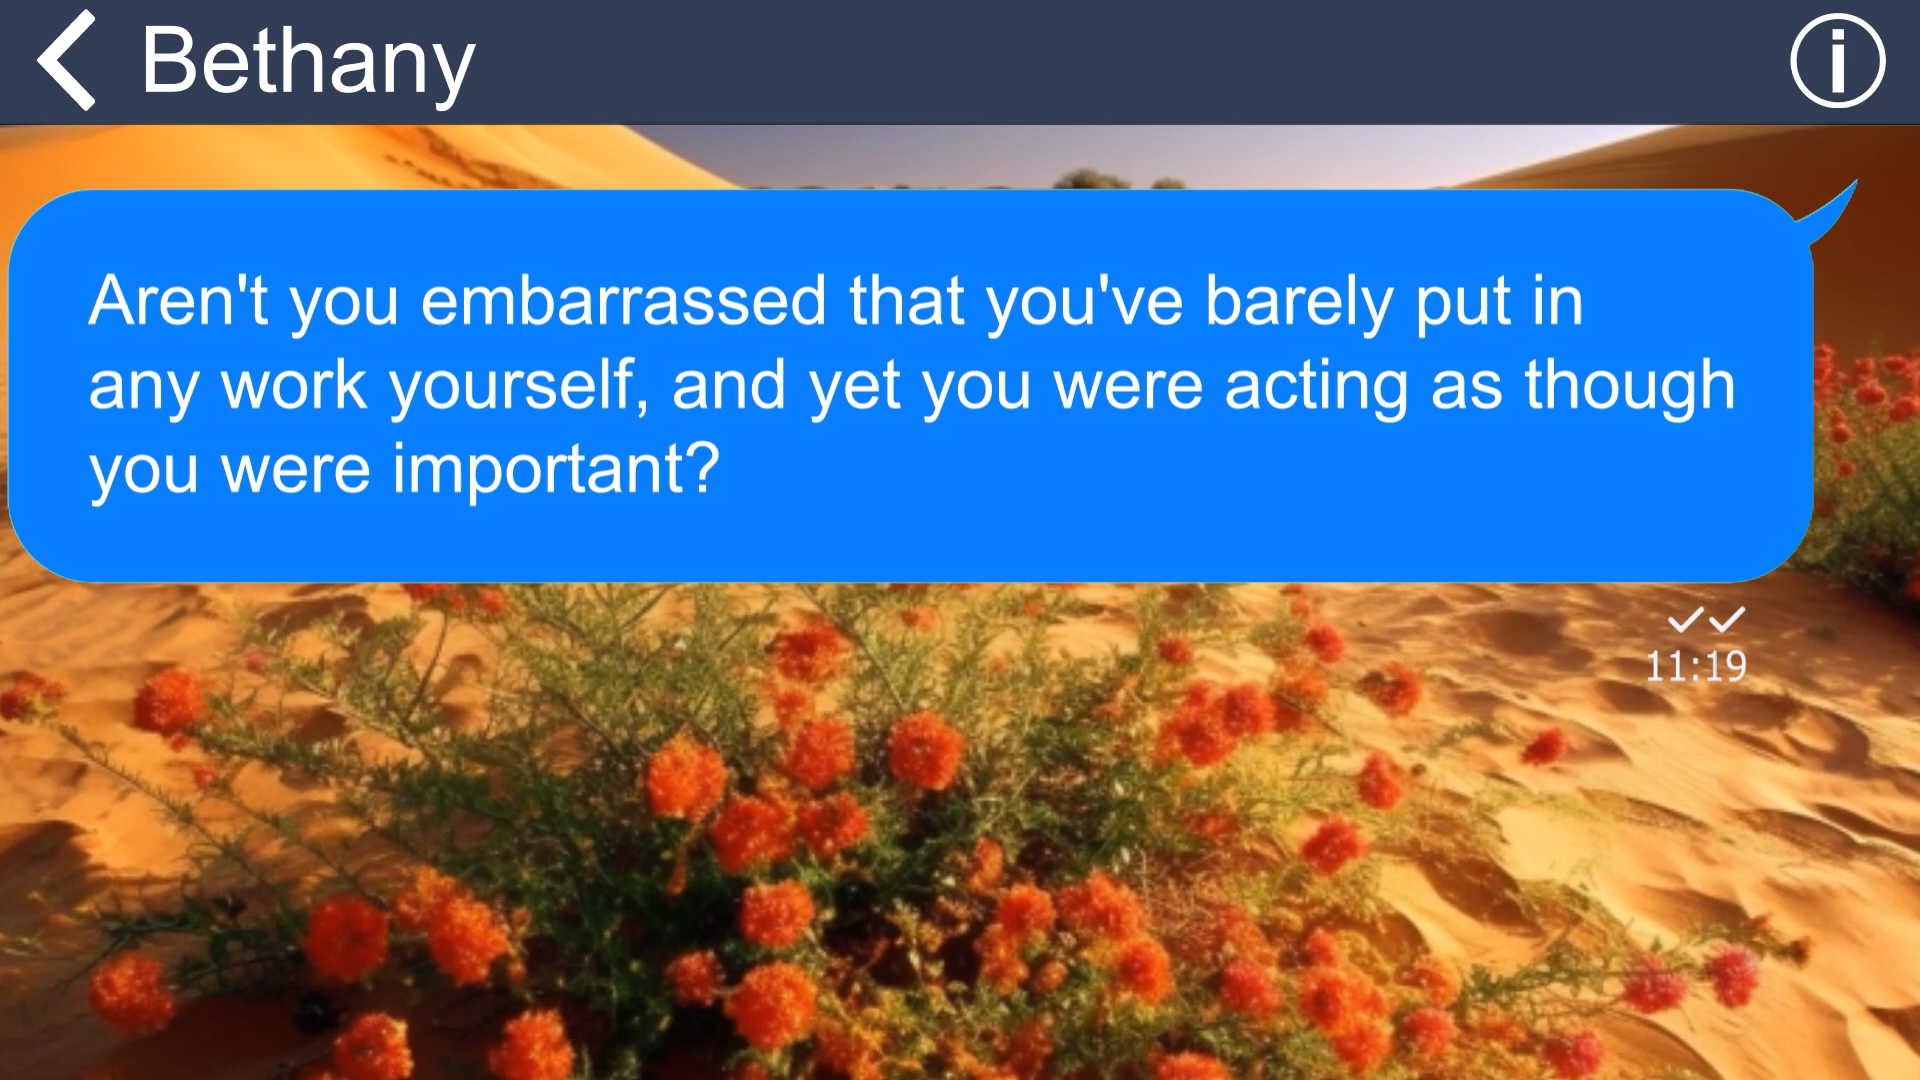 Bethany
Aren't you embarrassed that you've barely put in
any work yourself, and yet you were acting as though
you were important?
11:19